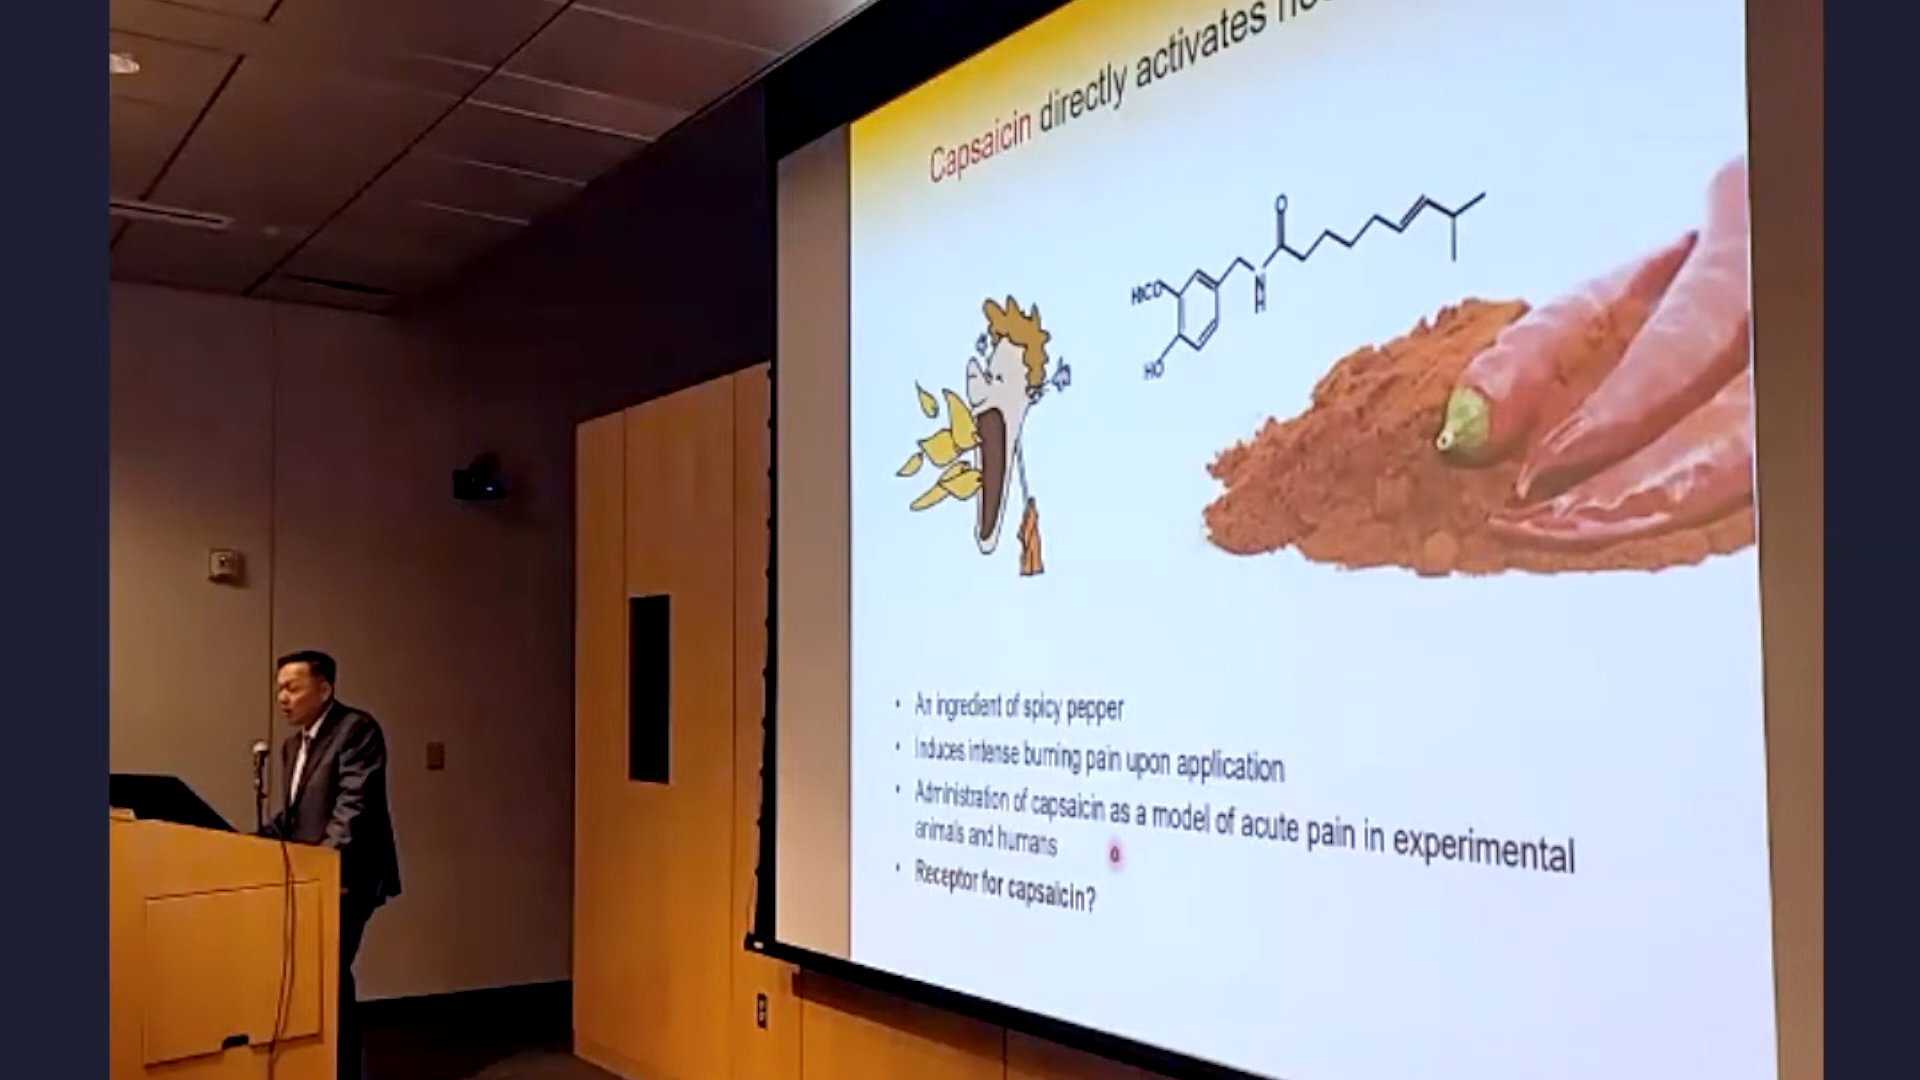 Capsaicin directly activates
O
H3CO
N
H
HO
• An ingredient of spicy pepper
• Induces intense burning pain upon application
• Administration of capsaicin as a model of acute pain in experimental
animals and humans
• Receptor for capsaicin?